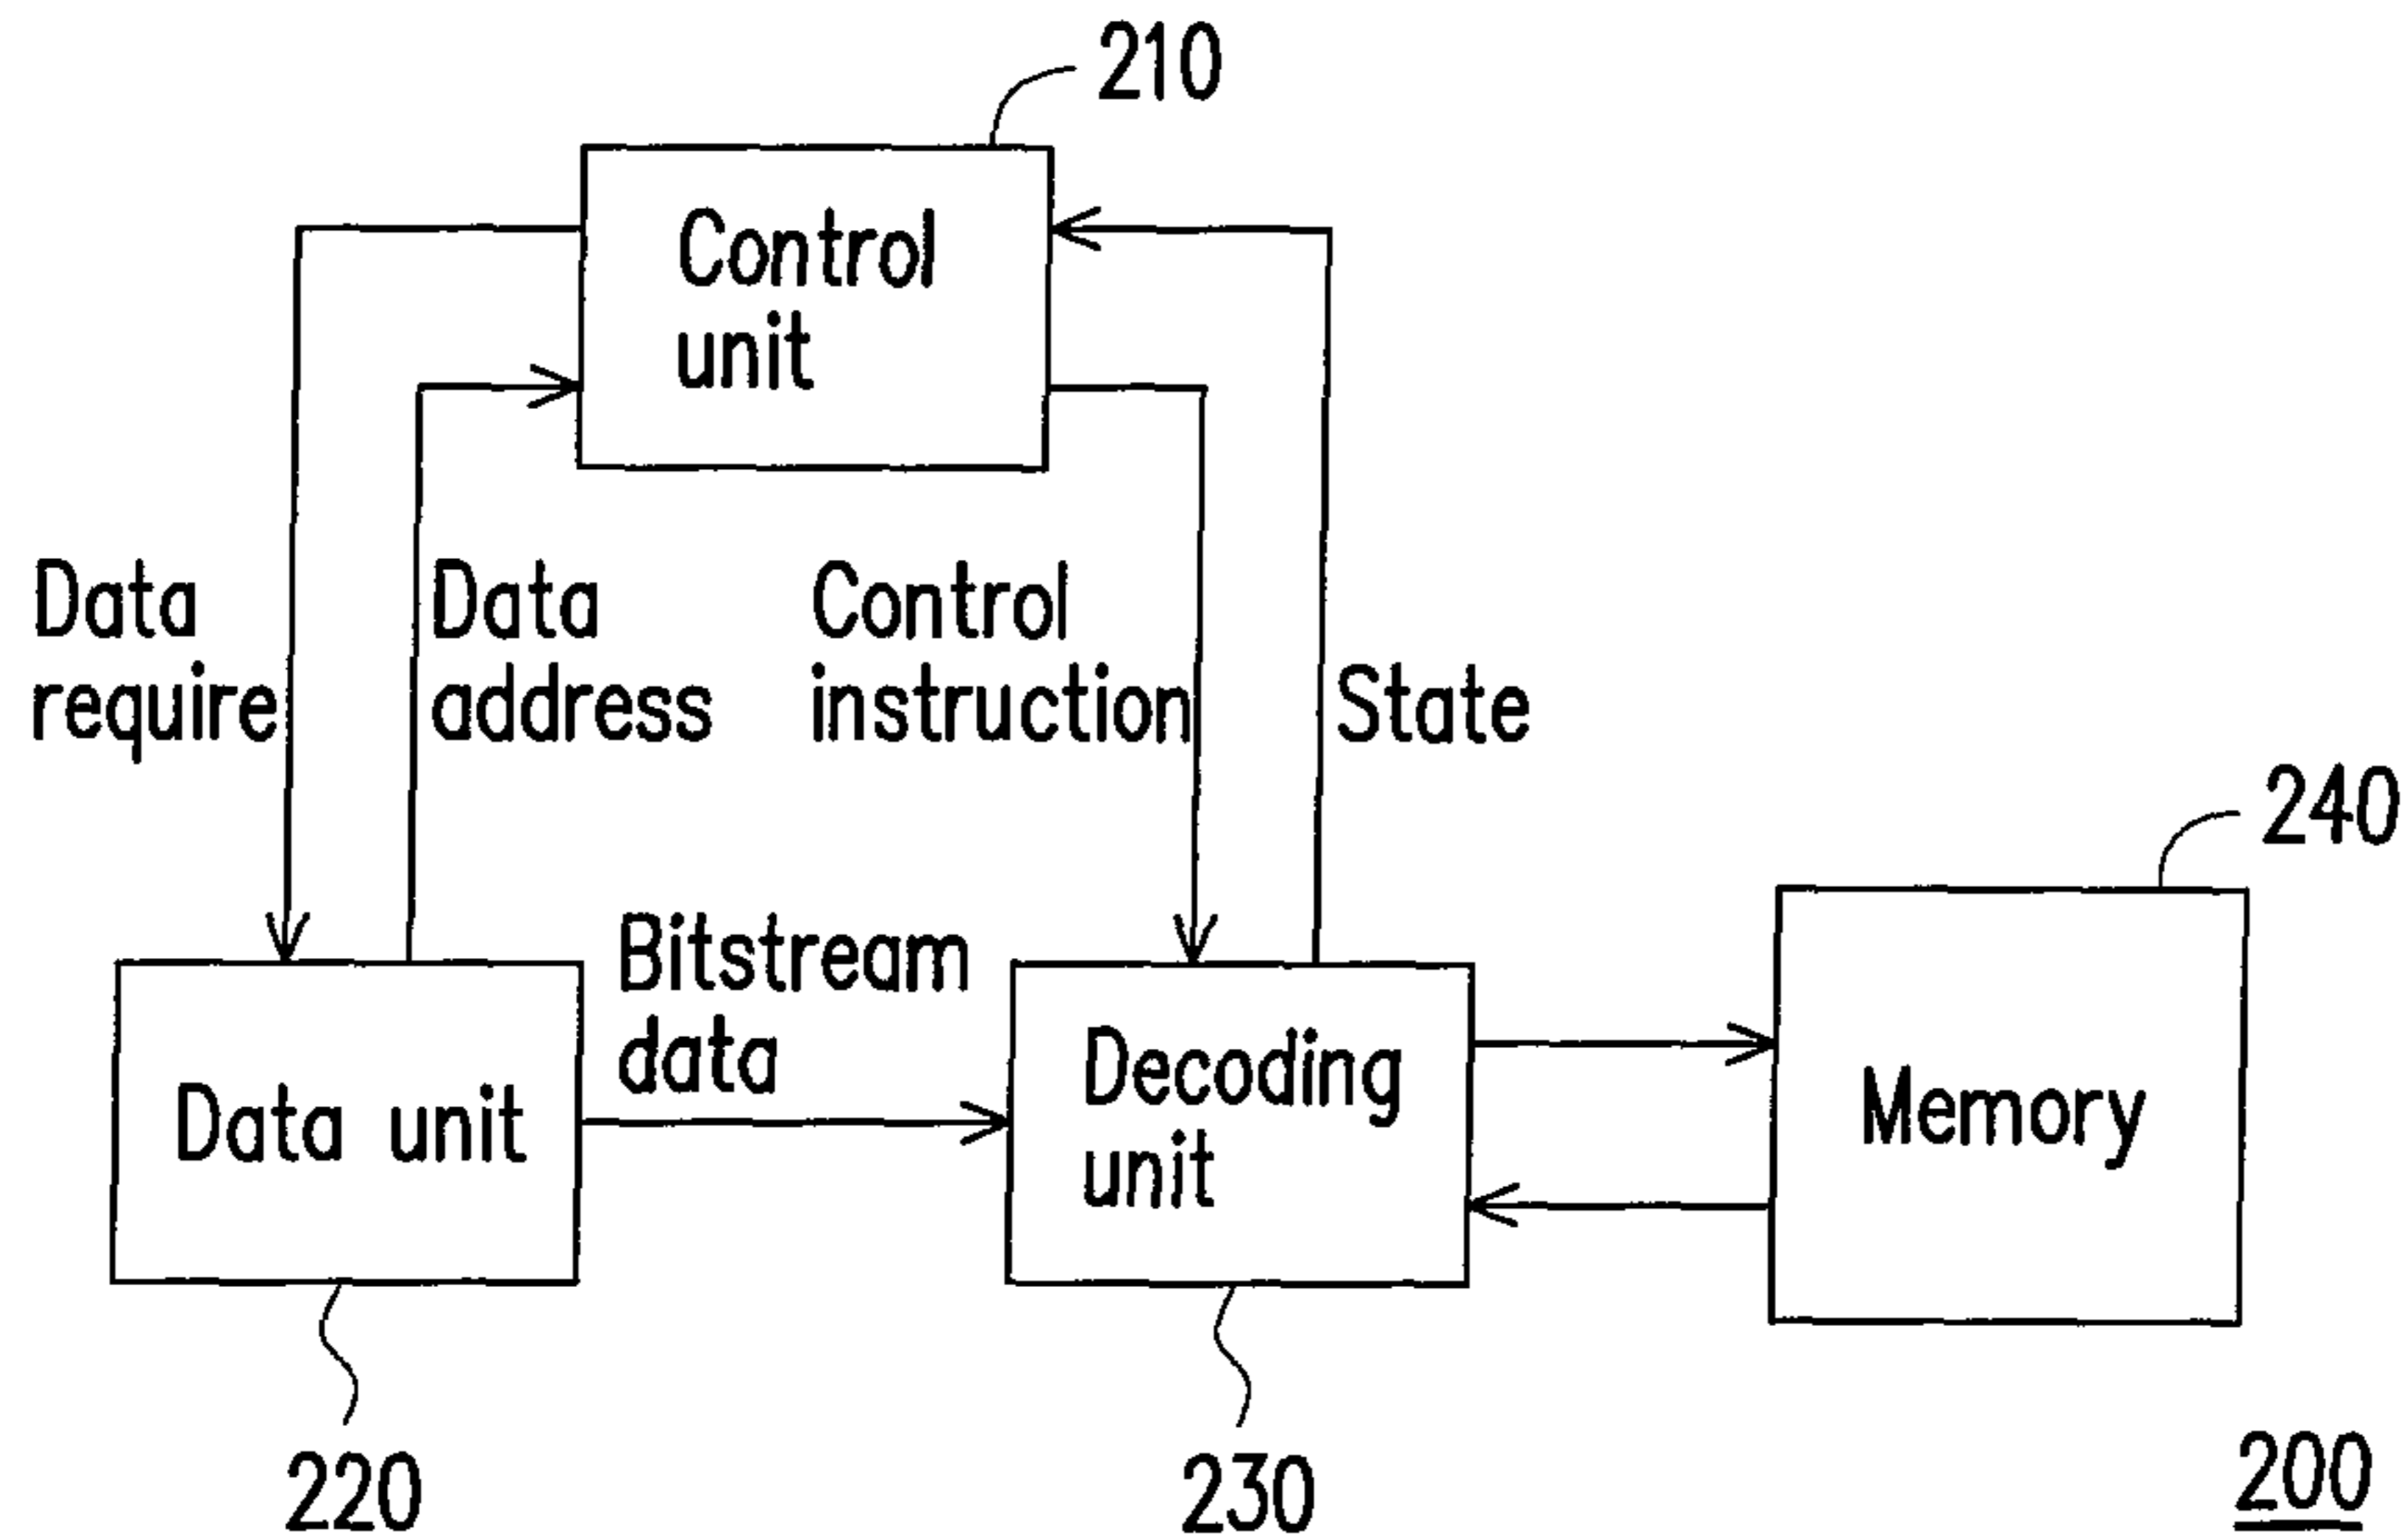 210
Control
unit
Data
require
Data
address
Control
instruction
State
240
Bitstream
data
Data unit
Decoding
unit
Memory
220
230
200